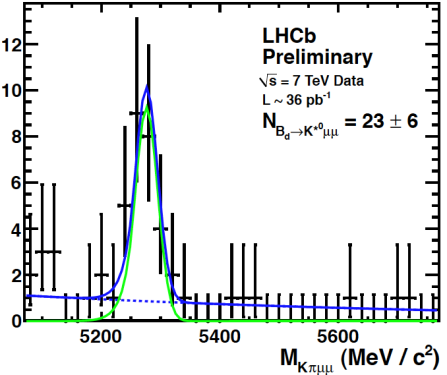 LHCb
Preliminary
√s = 7 TeV Data
L ~ 36 pb⁻¹
N_{B_d→K*⁰μμ} = 23 ± 6
12
10
8
6
4
2
0
5200 5400 5600
M_{Kπμμ} (MeV / c²)